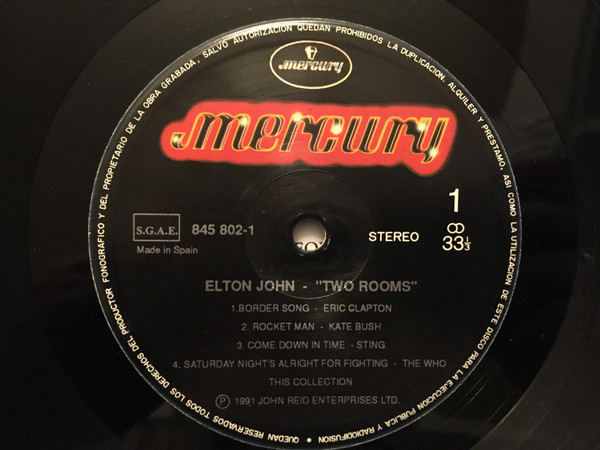 mercury
mercury
1
S.G.A.E. 845 802-1
STEREO
33⅓
Made in Spain
ELTON JOHN - "TWO ROOMS"
1.BORDER SONG - ERIC CLAPTON
2. ROCKET MAN - KATE BUSH
3. COME DOWN IN TIME - STING
4. SATURDAY NIGHT'S ALRIGHT FOR FIGHTING - THE WHO
THIS COLLECTION
Ⓟ 1991 JOHN REID ENTERPRISES LTD.
QUEDAN RESERVADOS TODOS LOS DERECHOS DEL PRODUCTOR FONOGRAFICO Y DEL PROPIETARIO DE LA OBRA GRABADA, SALVO AUTORIZACION QUEDAN PROHIBIDOS LA DUPLICACION, ALQUILER Y PRESTAMO, ASI COMO LA UTILIZACION DE ESTE DISCO PARA LA EJECUCION PUBLICA Y RADIODIFUSION •